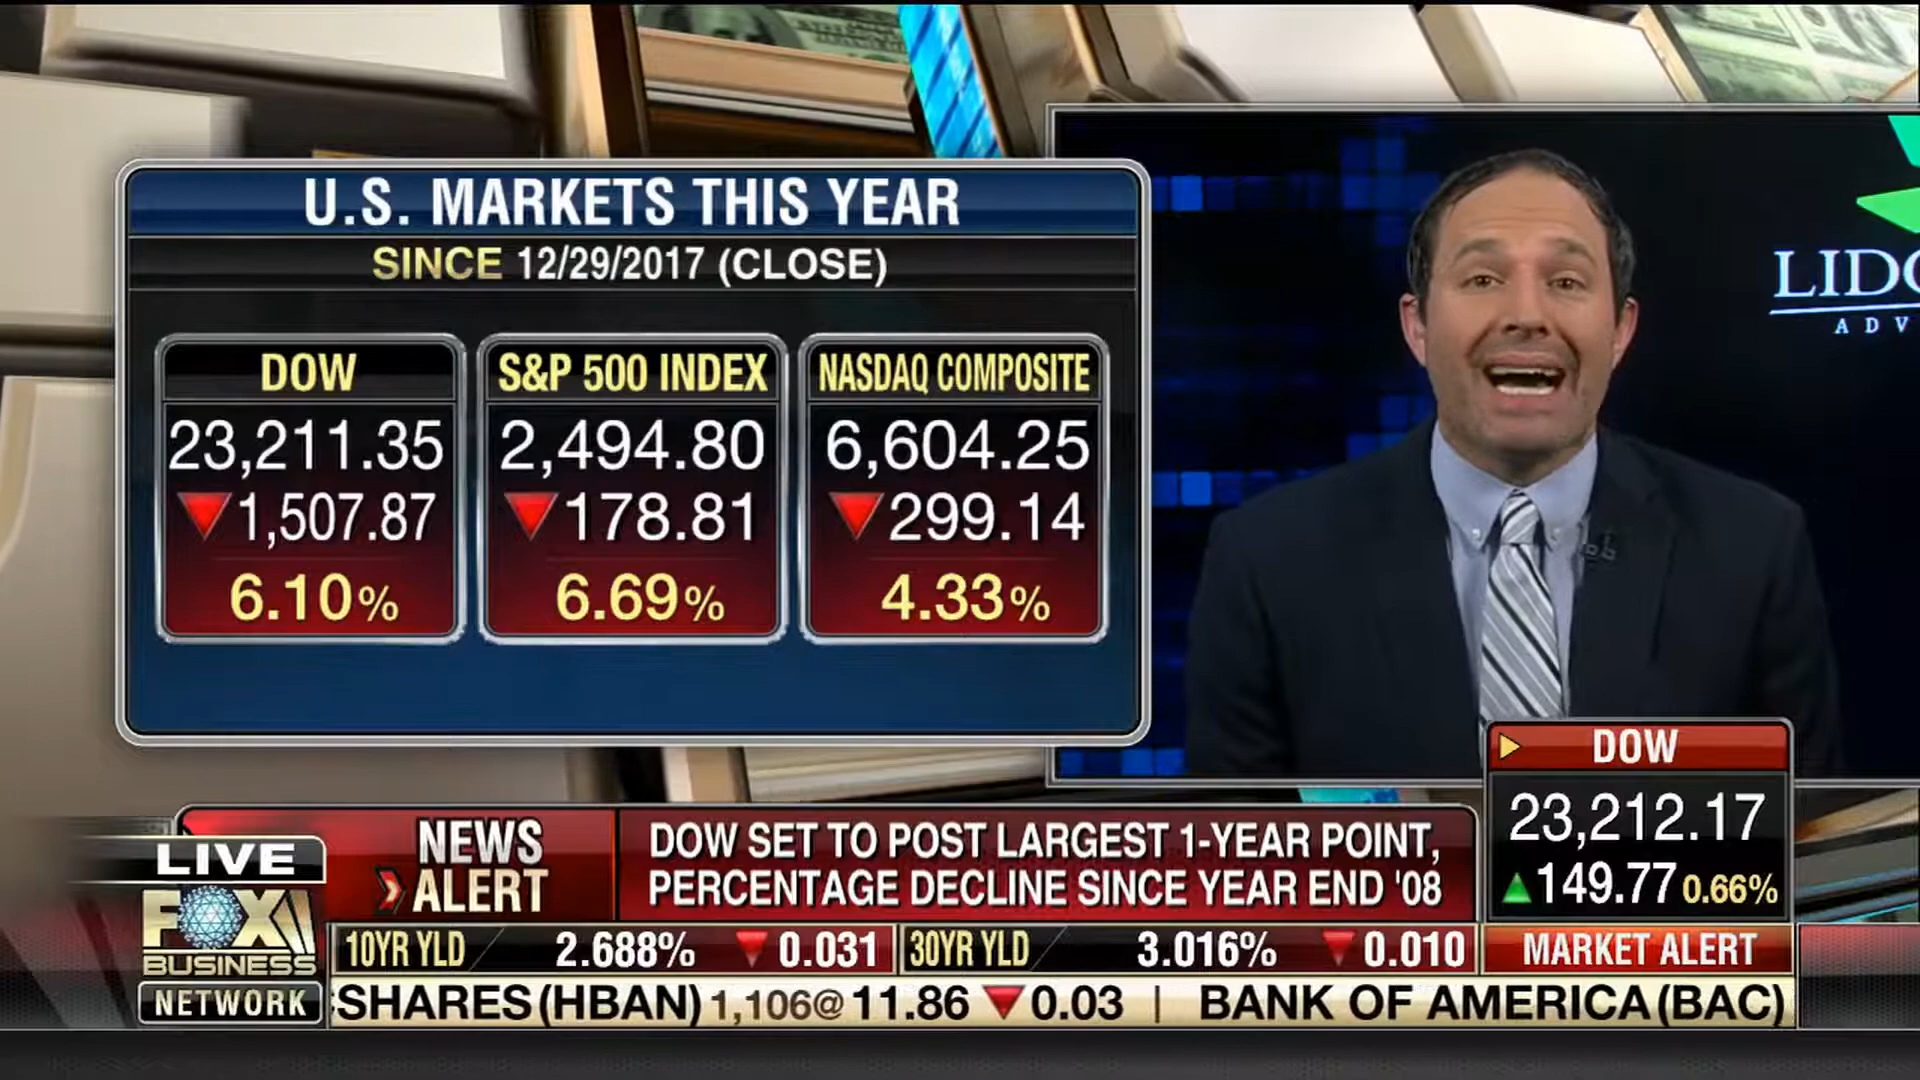 U.S. MARKETS THIS YEAR
SINCE 12/29/2017 (CLOSE)
DOW
23,211.35
▼1,507.87
6.10%
S&P 500 INDEX
2,494.80
▼178.81
6.69%
NASDAQ COMPOSITE
6,604.25
▼299.14
4.33%
ADV
DOW
23,212.17
▲149.77 0.66%
MARKET ALERT
NEWS
ALERT
DOW SET TO POST LARGEST 1-YEAR POINT,
PERCENTAGE DECLINE SINCE YEAR END '08
LIVE
FOX
BUSINESS
NETWORK
10YR YLD 2.688% ▼0.031
30YR YLD 3.016% ▼0.010
SHARES (HBAN) 1,106@ 11.86 ▼0.03 | BANK OF AMERICA (BAC)